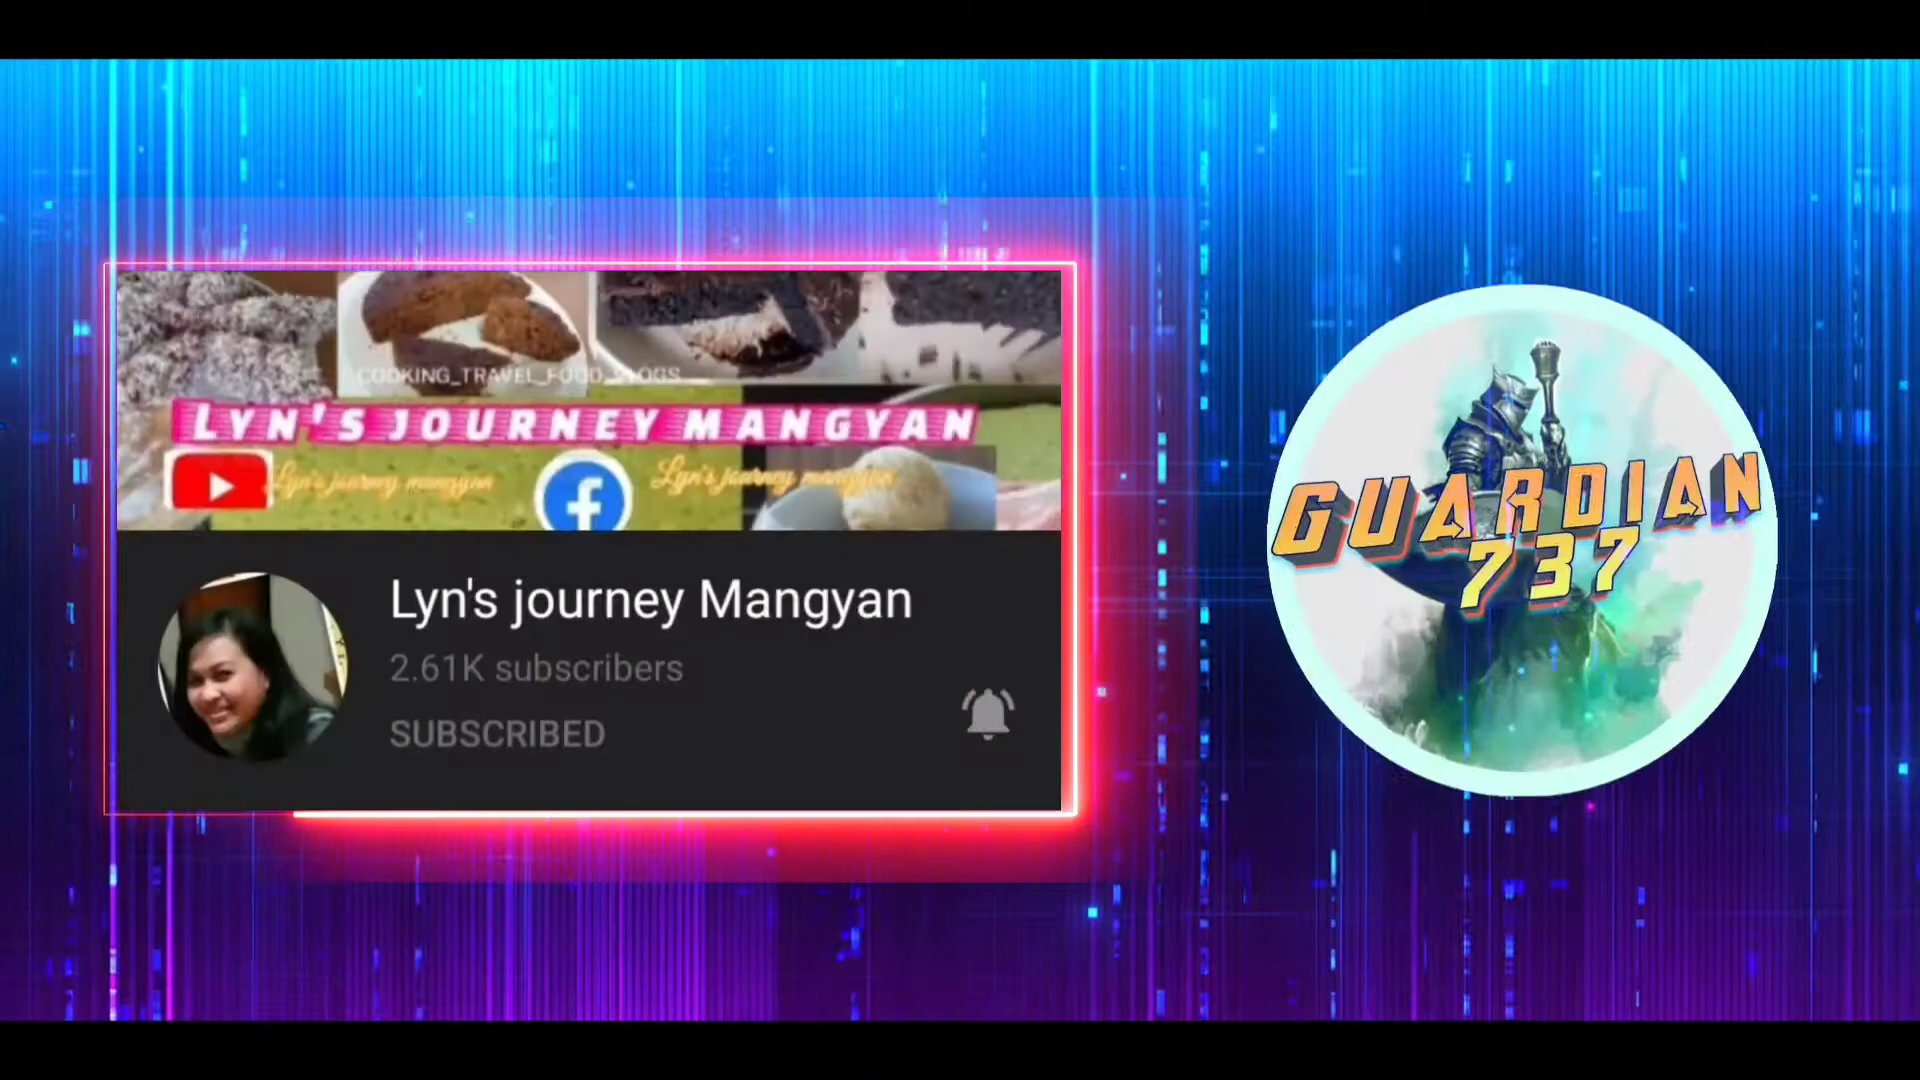 COOKING_TRAVEL_FOOD_VLOGS
LYN'S JOURNEY MANGYAN
Lyn's journey mangyan
Lyn's journey mangyan
Lyn's journey Mangyan
2.61K subscribers
SUBSCRIBED
GUARDIAN
737